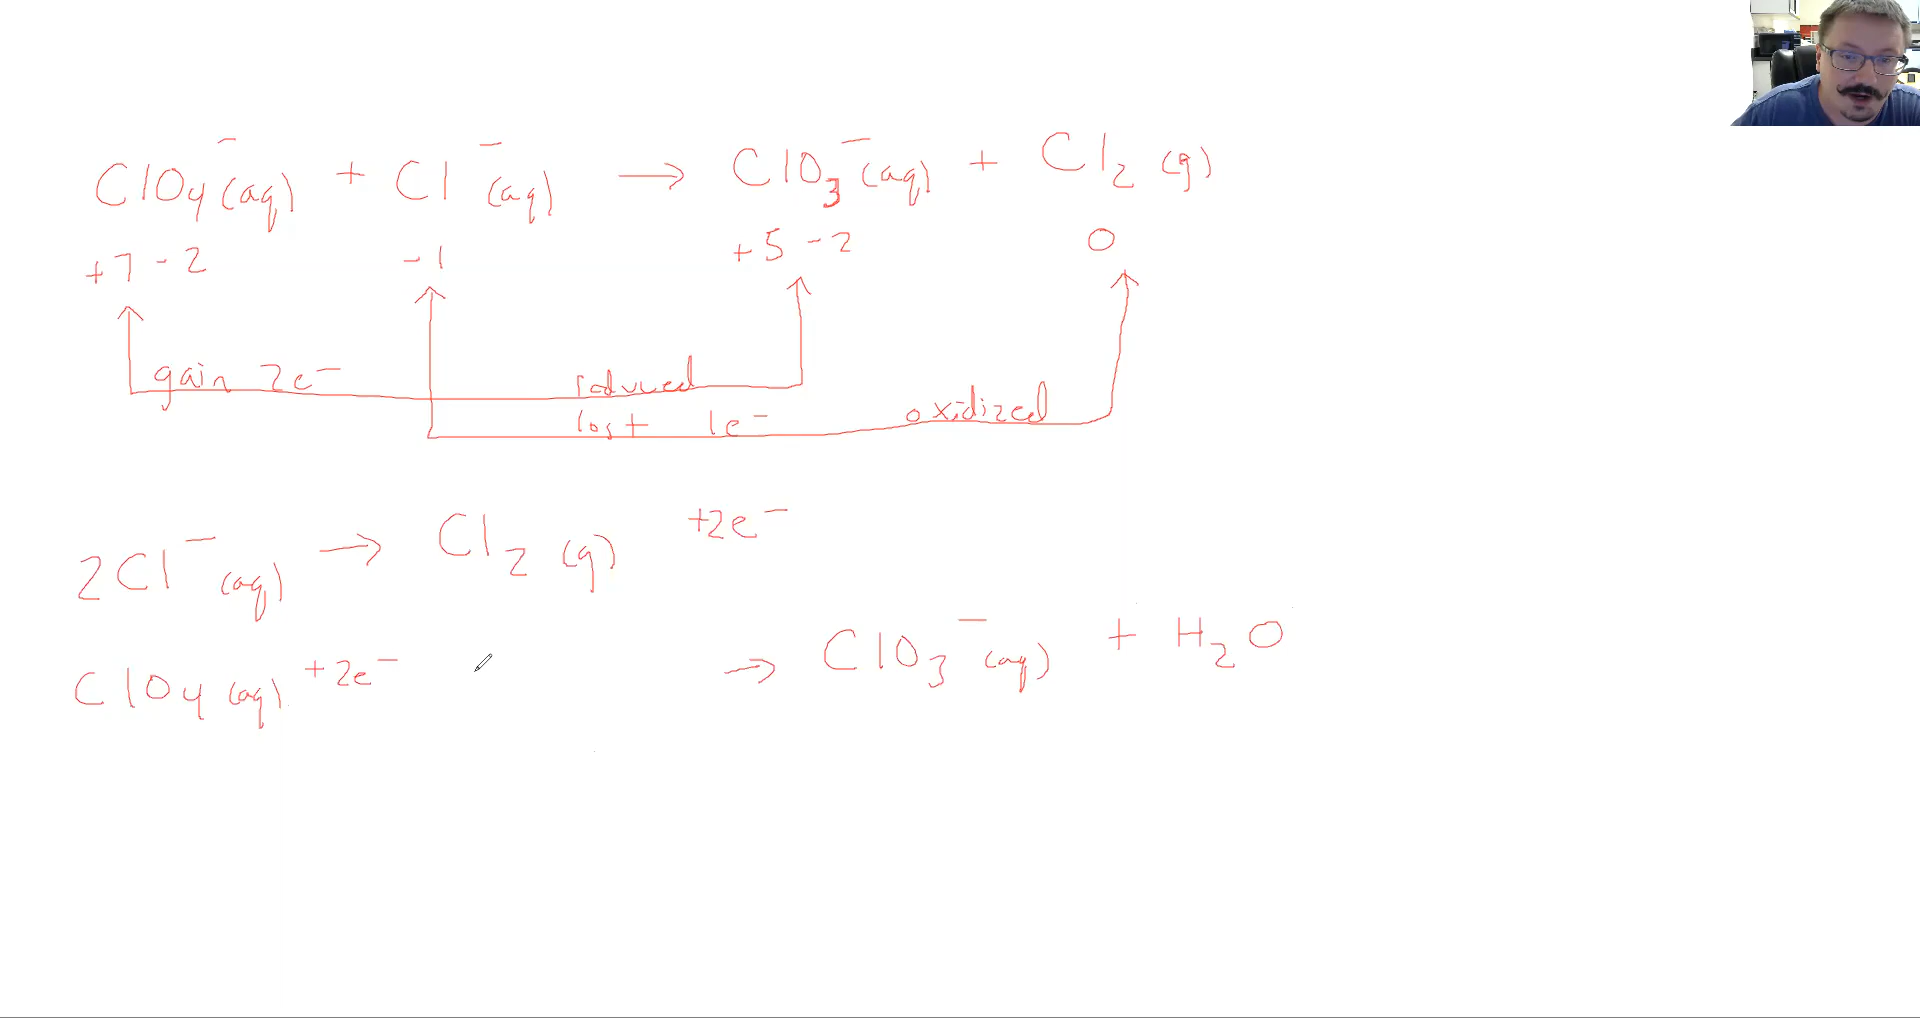 ClO₄⁻(aq) + Cl⁻(aq) → ClO₃⁻(aq) + Cl₂(g)
+7 -2 -1 +5 -2 0
gain 2e⁻ reduced
lost 1e⁻ oxidized
2Cl⁻(aq) → Cl₂(g) +2e⁻
ClO₄(aq) +2e⁻ → ClO₃⁻(aq) + H₂O